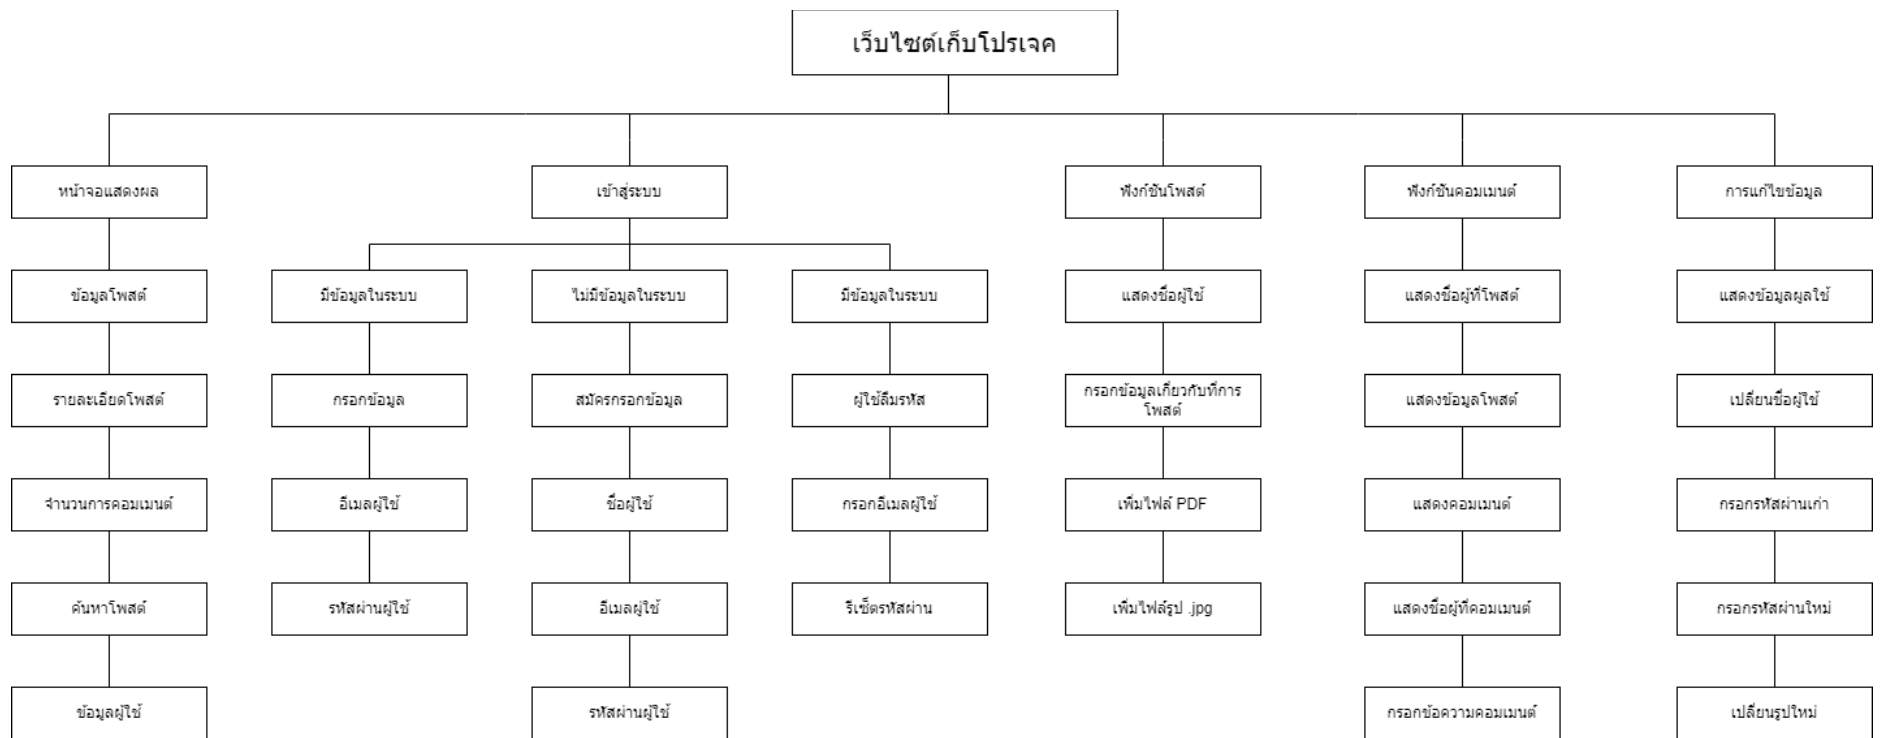 เว็บไซต์เก็บโปรเจค
หน้าจอแสดงผล
เข้าสู่ระบบ
ฟังก์ชันโพสต์
ฟังก์ชันคอมเมนต์
การแก้ไขข้อมูล
ข้อมูลโพสต์
มีข้อมูลในระบบ
ไม่มีข้อมูลในระบบ
มีข้อมูลในระบบ
แสดงชื่อผู้ใช้
แสดงชื่อผู้ที่โพสต์
แสดงข้อมูลผูลใช้
รายละเอียดโพสต์
กรอกข้อมูล
สมัครกรอกข้อมูล
ผู้ใช้ลืมรหัส
กรอกข้อมูลเกี่ยวกับที่การ
โพสต์
แสดงข้อมูลโพสต์
เปลี่ยนชื่อผู้ใช้
จำนวนการคอมเมนต์
อีเมลผู้ใช้
ชื่อผู้ใช้
กรอกอีเมลผู้ใช้
เพิ่มไฟล์ PDF
แสดงคอมเมนต์
กรอกรหัสผ่านเก่า
ค้นหาโพสต์
รหัสผ่านผู้ใช้
อีเมลผู้ใช้
รีเซ็ตรหัสผ่าน
เพิ่มไฟล์รูป .jpg
แสดงชื่อผู้ที่คอมเมนต์
กรอกรหัสผ่านใหม่
ข้อมูลผู้ใช้
รหัสผ่านผู้ใช้
กรอกข้อความคอมเมนต์
เปลี่ยนรูปใหม่